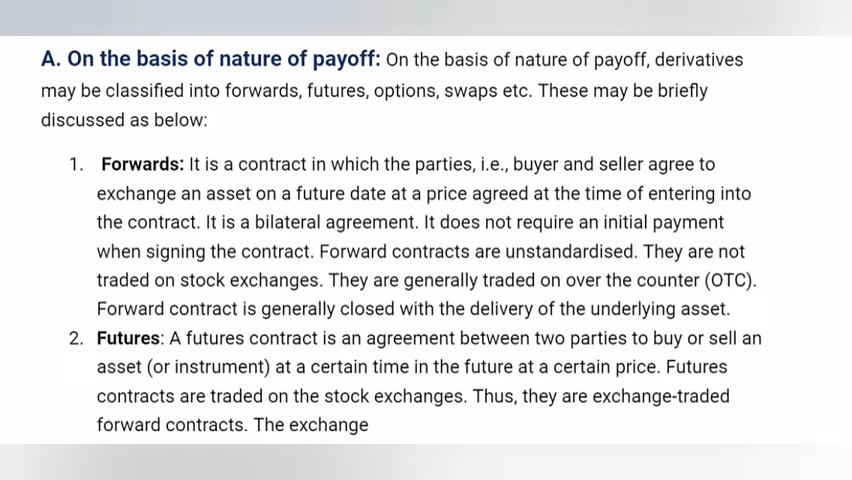 A. On the basis of nature of payoff: On the basis of nature of payoff, derivatives
may be classified into forwards, futures, options, swaps etc. These may be briefly
discussed as below:
1. Forwards: It is a contract in which the parties, i.e., buyer and seller agree to
exchange an asset on a future date at a price agreed at the time of entering into
the contract. It is a bilateral agreement. It does not require an initial payment
when signing the contract. Forward contracts are unstandardised. They are not
traded on stock exchanges. They are generally traded on over the counter (OTC).
Forward contract is generally closed with the delivery of the underlying asset.
2. Futures: A futures contract is an agreement between two parties to buy or sell an
asset (or instrument) at a certain time in the future at a certain price. Futures
contracts are traded on the stock exchanges. Thus, they are exchange-traded
forward contracts. The exchange